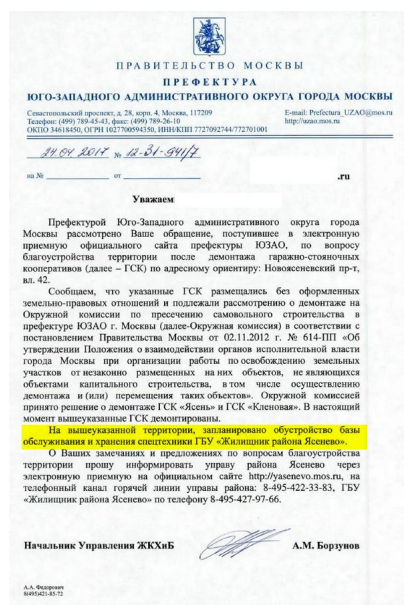 ПРАВИТЕЛЬСТВО МОСКВЫ
ПРЕФЕКТУРА
ЮГО-ЗАПАДНОГО АДМИНИСТРАТИВНОГО ОКРУГА ГОРОДА МОСКВЫ
Севастопольский проспект, д. 28, корп. 4, Москва, 117209 E-mail: Prefectura_UZAO@mos.ru
Телефон: (499) 789-45-43, факс: (499) 789-26-10 http://uzao.mos.ru
ОКПО 34618450, ОГРН 1027700594350, ИНН/КПП 7727092744/772701001
24.04.2017 № 12-31-941/7
на № от
.ru
Уважаем
Префектурой Юго-Западного административного округа города
Москвы рассмотрено Ваше обращение, поступившее в электронную
приемную официального сайта префектуры ЮЗАО, по вопросу
благоустройства территории после демонтажа гаражно-стояночных
кооперативов (далее – ГСК) по адресному ориентиру: Новоясеневский пр-т,
вл. 42.
Сообщаем, что указанные ГСК размещались без оформленных
земельно-правовых отношений и подлежали рассмотрению о демонтаже на
Окружной комиссии по пресечению самовольного строительства в
префектуре ЮЗАО г. Москвы (далее-Окружная комиссия) в соответствии с
постановлением Правительства Москвы от 02.11.2012 г. № 614-ПП «Об
утверждении Положения о взаимодействии органов исполнительной власти
города Москвы при организации работы по освобождению земельных
участков от незаконно размещенных на них объектов, не являющихся
объектами капитального строительства, в том числе осуществлению
демонтажа и (или) перемещения таких объектов». Окружной комиссией
принято решение о демонтаже ГСК «Ясень» и ГСК «Кленовая». В настоящий
момент вышеуказанные ГСК демонтированы.
На вышеуказанной территории, запланировано обустройство базы
обслуживания и хранения спецтехники ГБУ «Жилищник района Ясенево».
О Ваших замечаниях и предложениях по вопросам благоустройства
территории прошу информировать управу района Ясенево через
электронную приемную на официальном сайте http://yasenevo.mos.ru, на
телефонный канал горячей линии управы района: 8-495-422-33-83, ГБУ
«Жилищник района Ясенево» по телефону 8-495-427-97-66.
Начальник Управления ЖКХиБ А.М. Борзунов
А.А. Федорович
8(495)421-85-72